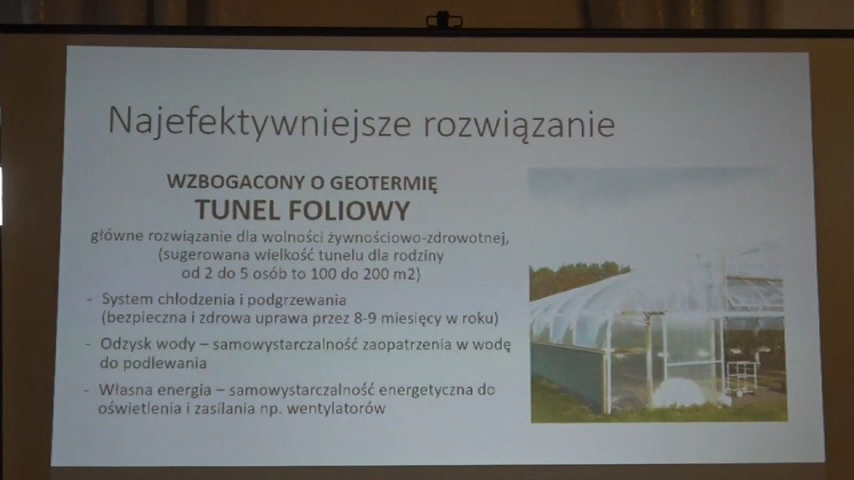 Najefektywniejsze rozwiązanie
WZBOGACONY O GEOTERMIĘ
TUNEL FOLIOWY
główne rozwiązanie dla wolności żywnościowo-zdrowotnej,
(sugerowana wielkość tunelu dla rodziny
od 2 do 5 osób to 100 do 200 m2)
- System chłodzenia i podgrzewania
(bezpieczna i zdrowa uprawa przez 8-9 miesięcy w roku)
- Odzysk wody – samowystarczalność zaopatrzenia w wodę
do podlewania
- Własna energia – samowystarczalność energetyczna do
oświetlenia i zasilania np. wentylatorów